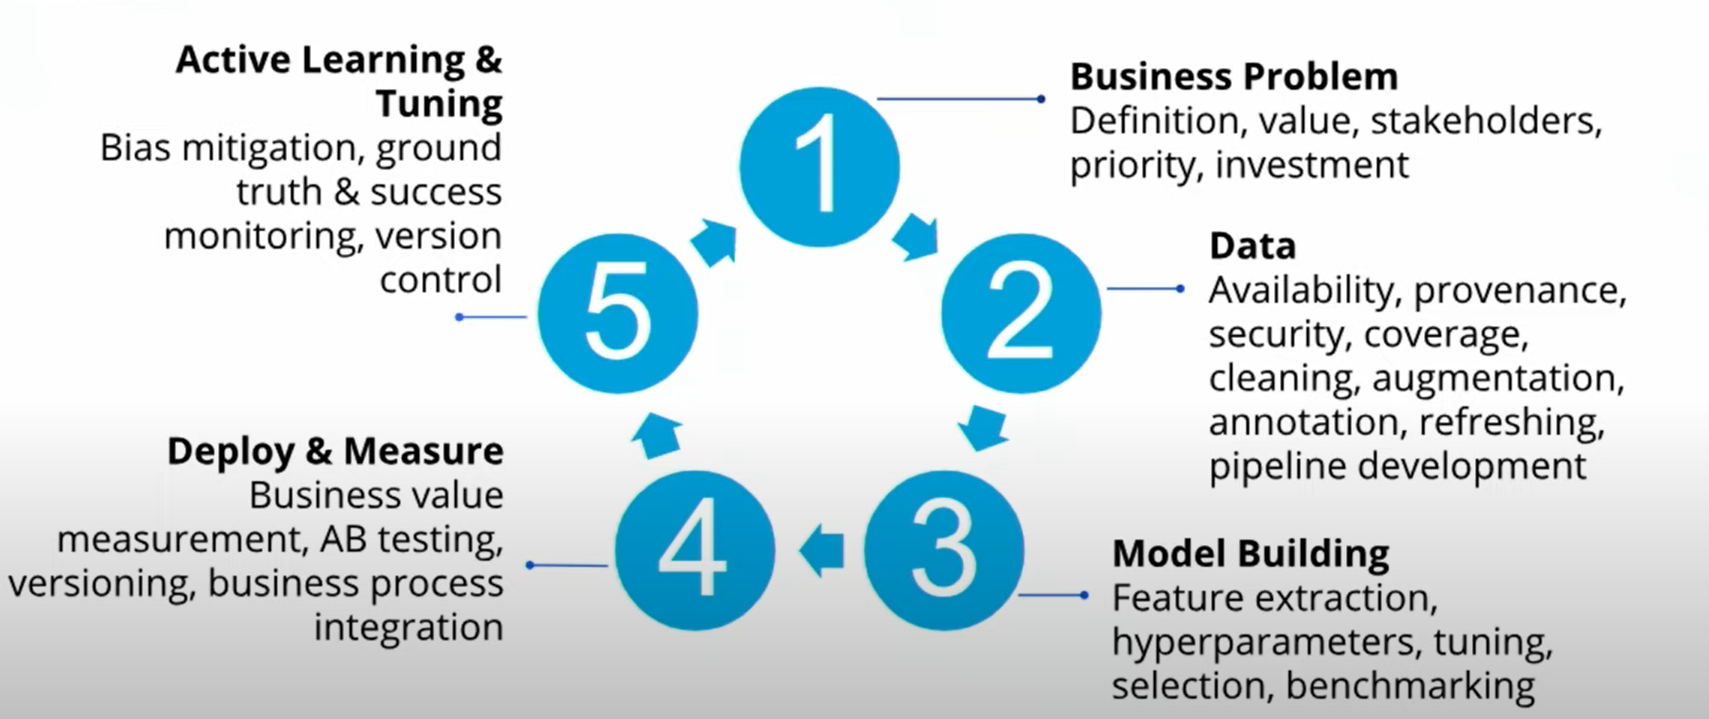 1
Business Problem
Definition, value, stakeholders,
priority, investment
2
Data
Availability, provenance,
security, coverage,
cleaning, augmentation,
annotation, refreshing,
pipeline development
3
Model Building
Feature extraction,
hyperparameters, tuning,
selection, benchmarking
4
Deploy & Measure
Business value
measurement, AB testing,
versioning, business process
integration
5
Active Learning &
Tuning
Bias mitigation, ground
truth & success
monitoring, version
control